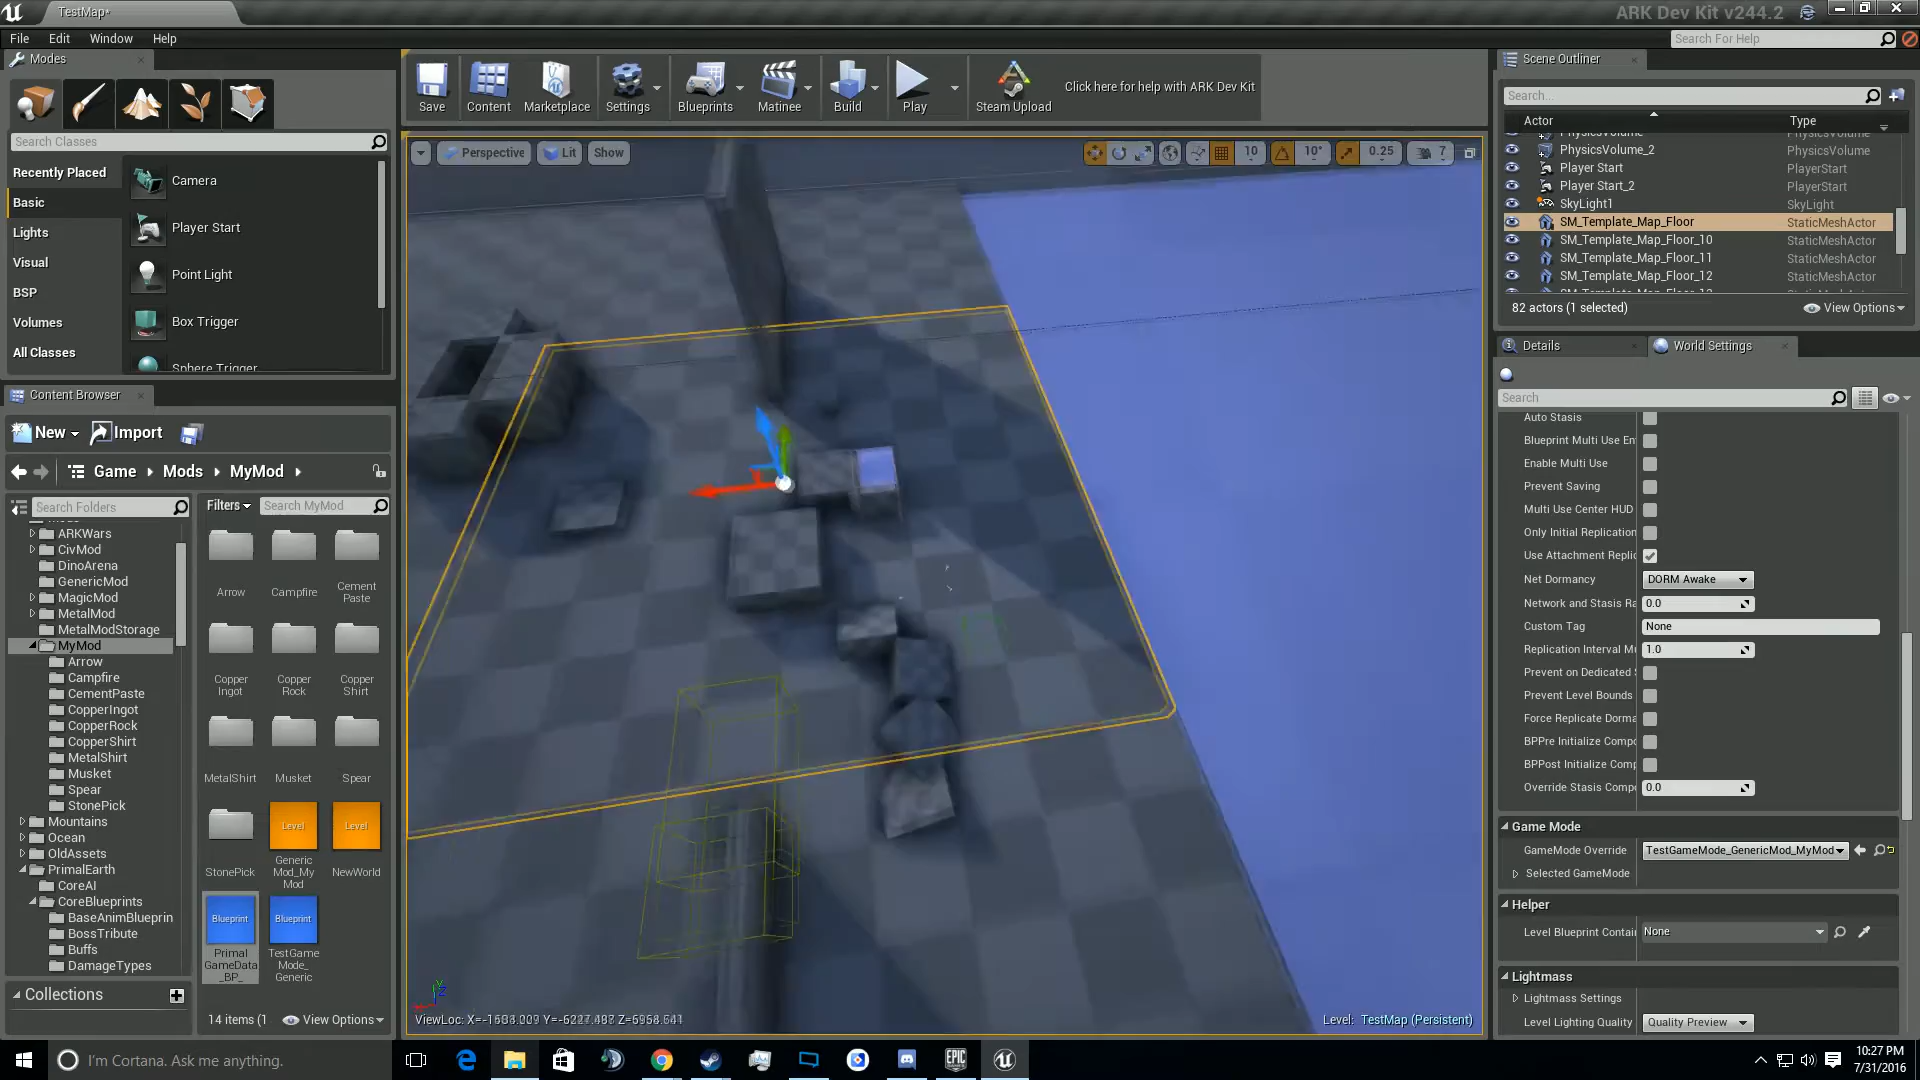 TestMap*
ARK Dev Kit v244.2
File
Edit
Window
Help
Search For Help
Modes
Search Classes
Recently Placed
Basic
Lights
Visual
BSP
Volumes
All Classes
Camera
Player Start
Point Light
Box Trigger
Sphere Trigger
Save
Content
Marketplace
Settings
Blueprints
Matinee
Build
Play
Steam Upload
Click here for help with ARK Dev Kit
Perspective
Lit
Show
10
10°
0.25
7
Level: TestMap (Persistent)
Content Browser
New
Import
Game
Mods
MyMod
Search Folders
ARKWars
CivMod
DinoArena
GenericMod
MagicMod
MetalMod
MetalModStorage
MyMod
Arrow
Campfire
CementPaste
CopperIngot
CopperRock
CopperShirt
MetalShirt
Musket
Spear
StonePick
Mountains
Ocean
OldAssets
PrimalEarth
CoreAI
CoreBlueprints
BaseAnimBlueprin
BossTribute
Buffs
DamageTypes
Collections
Filters
Search MyMod
Arrow
Campfire
Cement
Paste
Copper
Ingot
Copper
Rock
Copper
Shirt
MetalShirt
Musket
Spear
StonePick
Level
Generic
Mod_My
Mod
Level
NewWorld
Blueprint
Primal
GameData
_BP_
Blueprint
TestGame
Mode_
Generic
14 items (1
View Options
Scene Outliner
Search...
Actor
Type
PhysicsVolume
PhysicsVolume
PhysicsVolume_2
PhysicsVolume
Player Start
PlayerStart
Player Start_2
PlayerStart
SkyLight1
SkyLight
SM_Template_Map_Floor
StaticMeshActor
SM_Template_Map_Floor_10
StaticMeshActor
SM_Template_Map_Floor_11
StaticMeshActor
SM_Template_Map_Floor_12
StaticMeshActor
82 actors (1 selected)
View Options
Details
World Settings
Search
Auto Stasis
Blueprint Multi Use En
Enable Multi Use
Prevent Saving
Multi Use Center HUD
Only Initial Replication
Use Attachment Replic
Net Dormancy
DORM Awake
Network and Stasis Ra
0.0
Custom Tag
None
Replication Interval Mu
1.0
Prevent on Dedicated
Prevent Level Bounds
Force Replicate Dorma
BPPre Initialize Compo
BPPost Initialize Comp
Override Stasis Compo
0.0
Game Mode
GameMode Override
TestGameMode_GenericMod_MyMod
Selected GameMode
Helper
Level Blueprint Contain
None
Lightmass
Lightmass Settings
Level Lighting Quality
Quality Preview
I'm Cortana. Ask me anything.
EPIC
GAMES
10:27 PM
7/31/2016